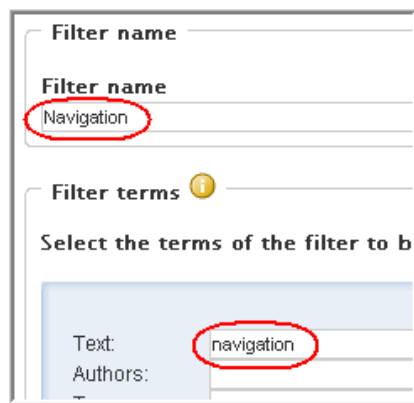 Filter name
Filter name
Navigation
Filter terms
Select the terms of the filter to b
Text: navigation
Authors: